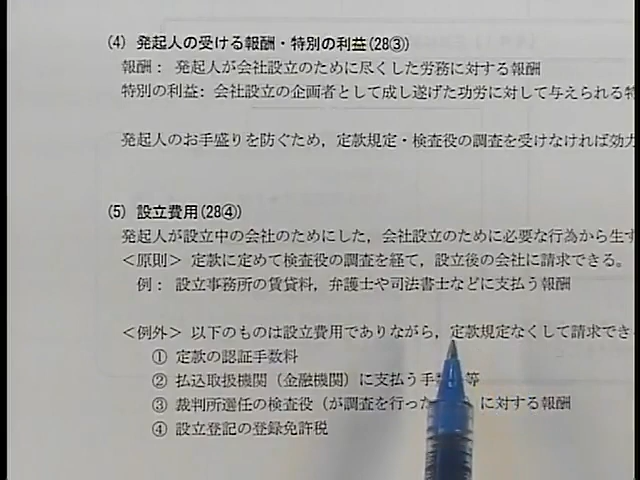 (4) 発起人の受ける報酬・特別の利益(28③)
報酬： 発起人が会社設立のために尽くした労務に対する報酬
特別の利益：会社設立の企画者として成し遂げた功労に対して与えられる特
発起人のお手盛りを防ぐため，定款規定・検査役の調査を受けなければ効力
(5) 設立費用(28④)
発起人が設立中の会社のためにした，会社設立のために必要な行為から生
＜原則＞ 定款に定めて検査役の調査を経て，設立後の会社に請求できる。
例： 設立事務所の賃貸料，弁護士や司法書士などに支払う報酬
＜例外＞ 以下のものは設立費用でありながら，定款規定なくして請求でき
① 定款の認証手数料
② 払込取扱機関（金融機関）に支払う手 等
③ 裁判所選任の検査役（が調査を行った に対する報酬
④ 設立登記の登録免許税